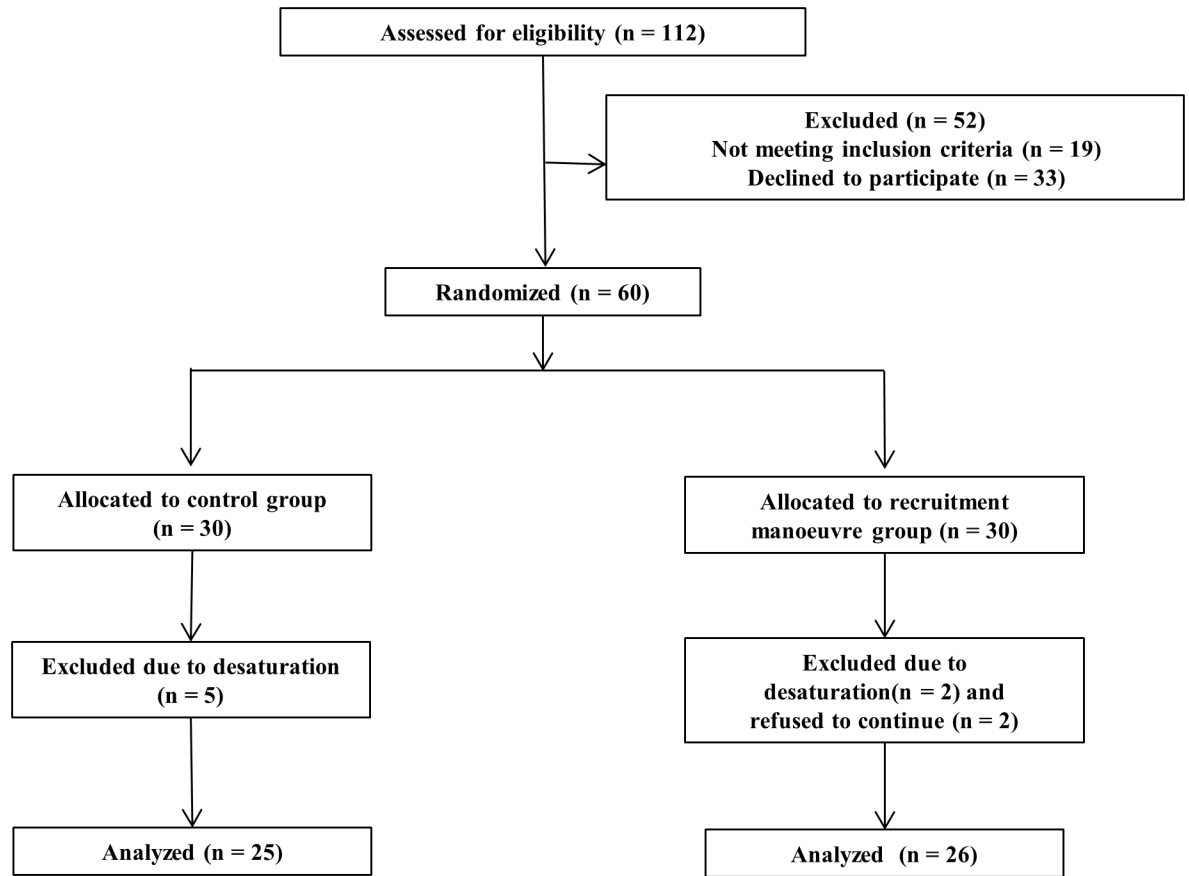 Assessed for eligibility (n = 112)
Excluded (n = 52)
Not meeting inclusion criteria (n = 19)
Declined to participate (n = 33)
Randomized (n = 60)
Allocated to control group
(n = 30)
Allocated to recruitment
manoeuvre group (n = 30)
Excluded due to desaturation
(n = 5)
Excluded due to
desaturation(n = 2) and
refused to continue (n = 2)
Analyzed (n = 25)
Analyzed (n = 26)